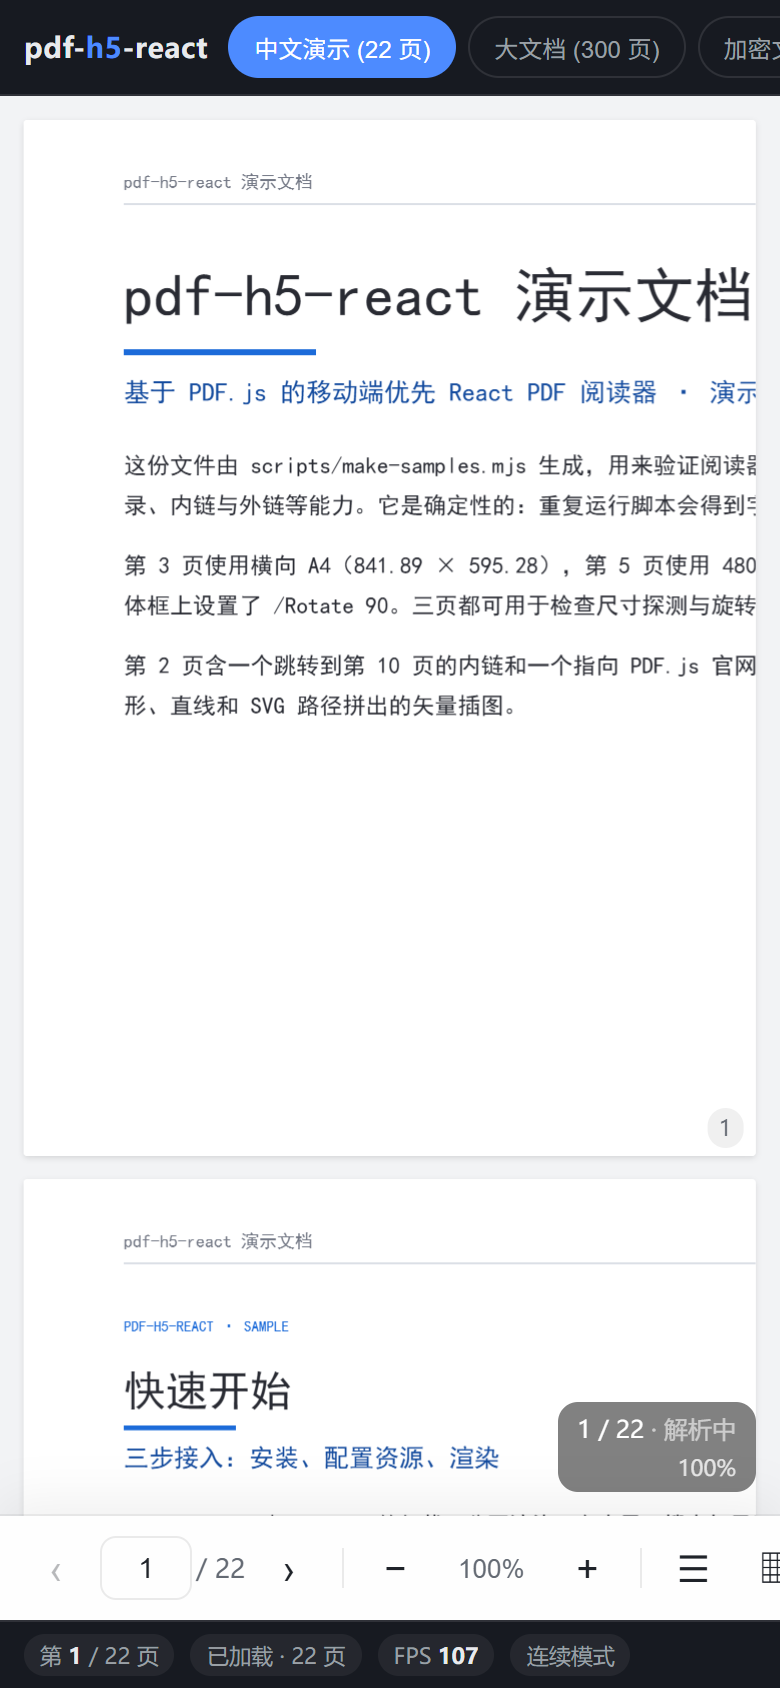 pdf-h5-react 中文演示 (22 页) 大文档 (300 页) 加密
pdf-h5-react 演示文档
pdf-h5-react 演示文档
基于 PDF.js 的移动端优先 React PDF 阅读器 · 演示
这份文件由 scripts/make-samples.mjs 生成，用来验证阅读器
录、内链与外链等能力。它是确定性的：重复运行脚本会得到
第 3 页使用横向 A4（841.89 × 595.28），第 5 页使用 480
体框上设置了 /Rotate 90。三页都可用于检查尺寸探测与旋转
第 2 页含一个跳转到第 10 页的内链和一个指向 PDF.js 官网
形、直线和 SVG 路径拼出的矢量插图。
1
pdf-h5-react 演示文档
PDF-H5-REACT · SAMPLE
快速开始
三步接入：安装、配置资源、渲染
1 / 22 · 解析中
100%
‹ 1 / 22 › − 100% +
第 1 / 22 页 已加载 · 22 页 FPS 107 连续模式